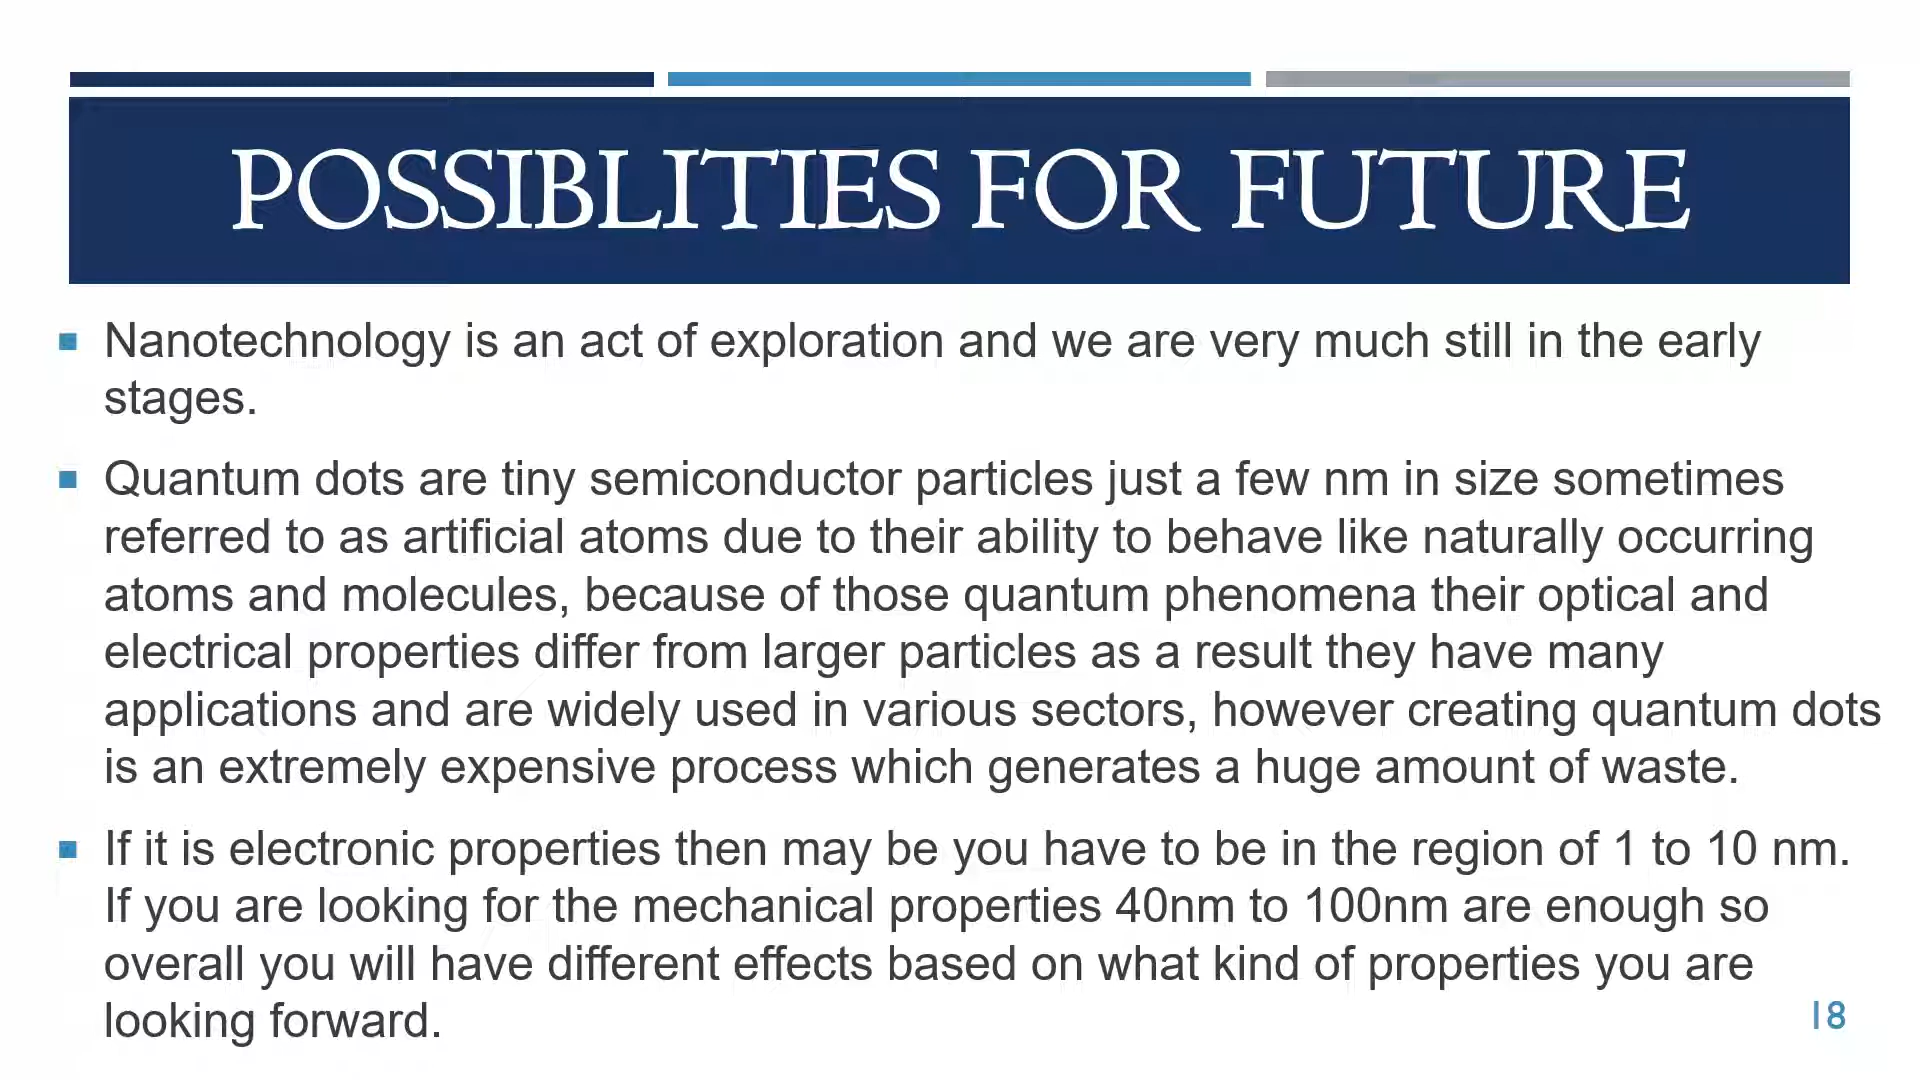 POSSIBLITIES FOR FUTURE
Nanotechnology is an act of exploration and we are very much still in the early
stages.
Quantum dots are tiny semiconductor particles just a few nm in size sometimes
referred to as artificial atoms due to their ability to behave like naturally occurring
atoms and molecules, because of those quantum phenomena their optical and
electrical properties differ from larger particles as a result they have many
applications and are widely used in various sectors, however creating quantum dots
is an extremely expensive process which generates a huge amount of waste.
If it is electronic properties then may be you have to be in the region of 1 to 10 nm.
If you are looking for the mechanical properties 40nm to 100nm are enough so
overall you will have different effects based on what kind of properties you are
looking forward.
18